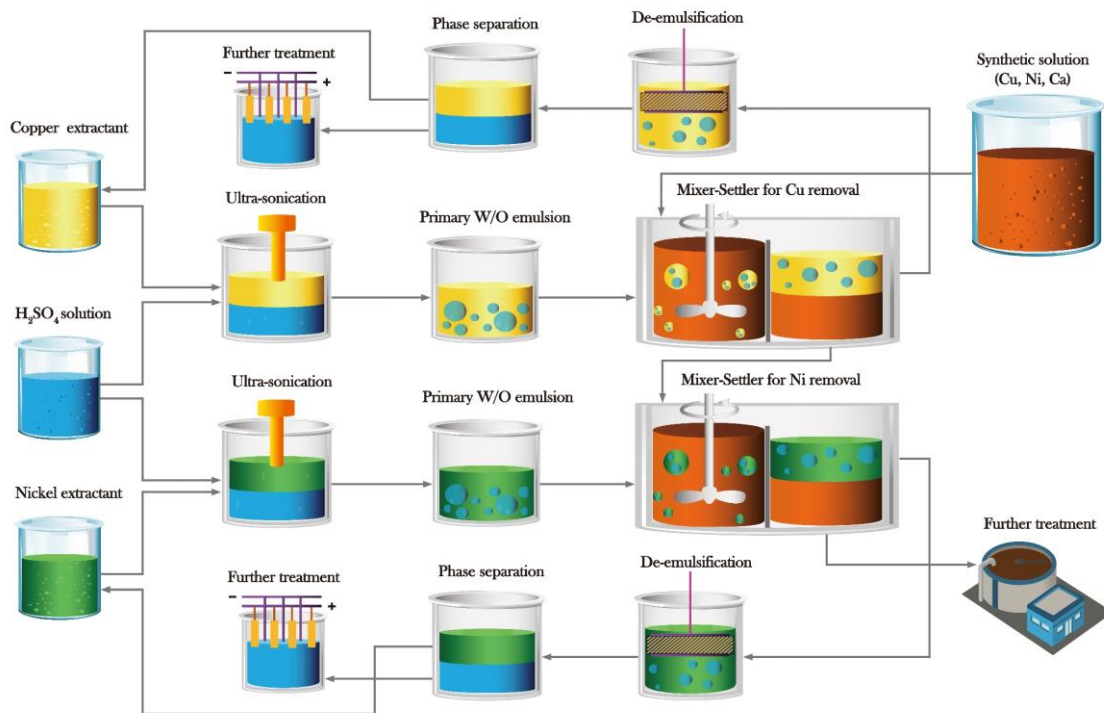 Phase separation
De-emulsification
Further treatment
Synthetic solution
(Cu, Ni, Ca)
− +
Copper extractant
Ultra-sonication
Primary W/O emulsion
Mixer-Settler for Cu removal
H₂SO₄ solution
Ultra-sonication
Primary W/O emulsion
Mixer-Settler for Ni removal
Nickel extractant
Further treatment
Further treatment
Phase separation
De-emulsification
− +